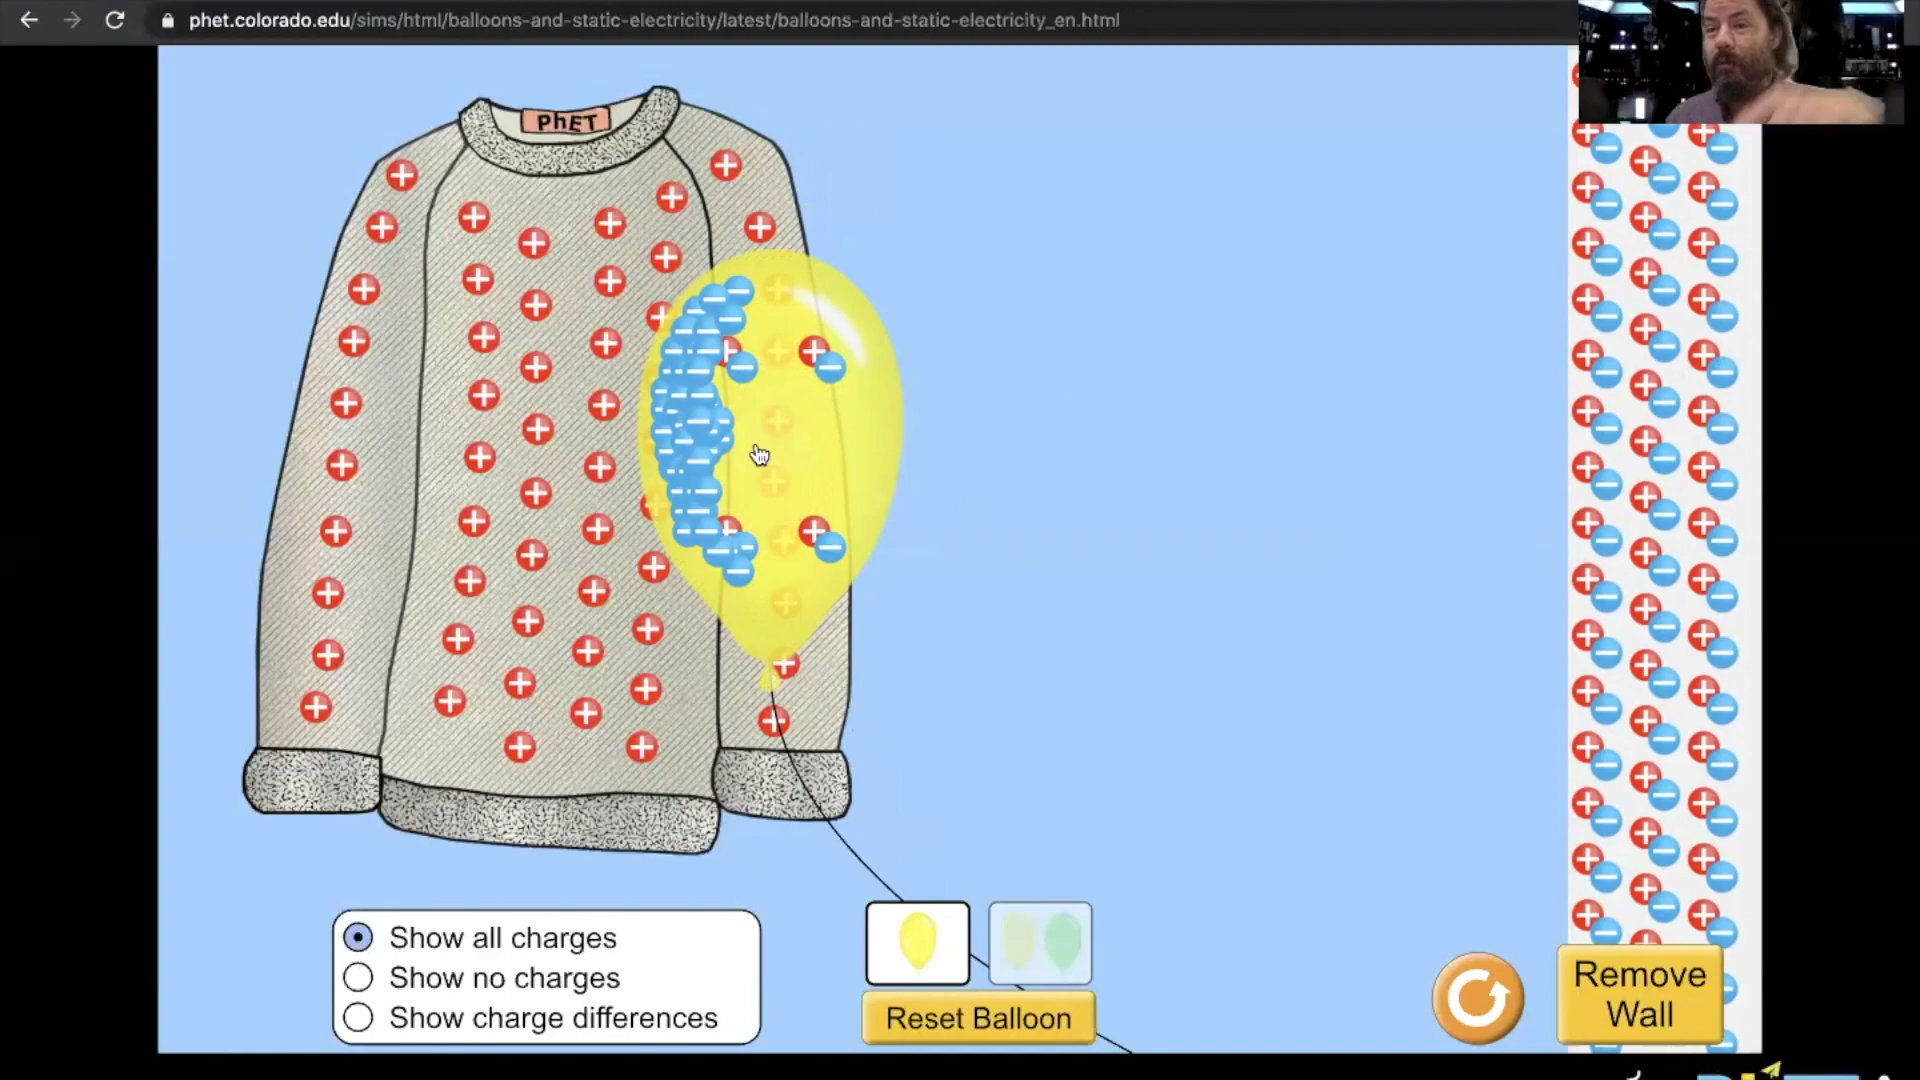 phet.colorado.edu/sims/html/balloons-and-static-electricity/latest/balloons-and-static-electricity_en.html
PhET
Show all charges
Show no charges
Show charge differences
Reset Balloon
Remove
Wall